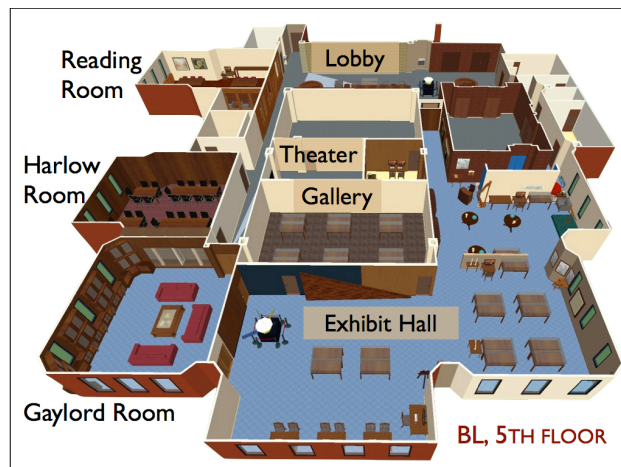 Reading
Room
Lobby
Harlow
Room
Theater
Gallery
Exhibit Hall
Gaylord Room
BL, 5TH FLOOR